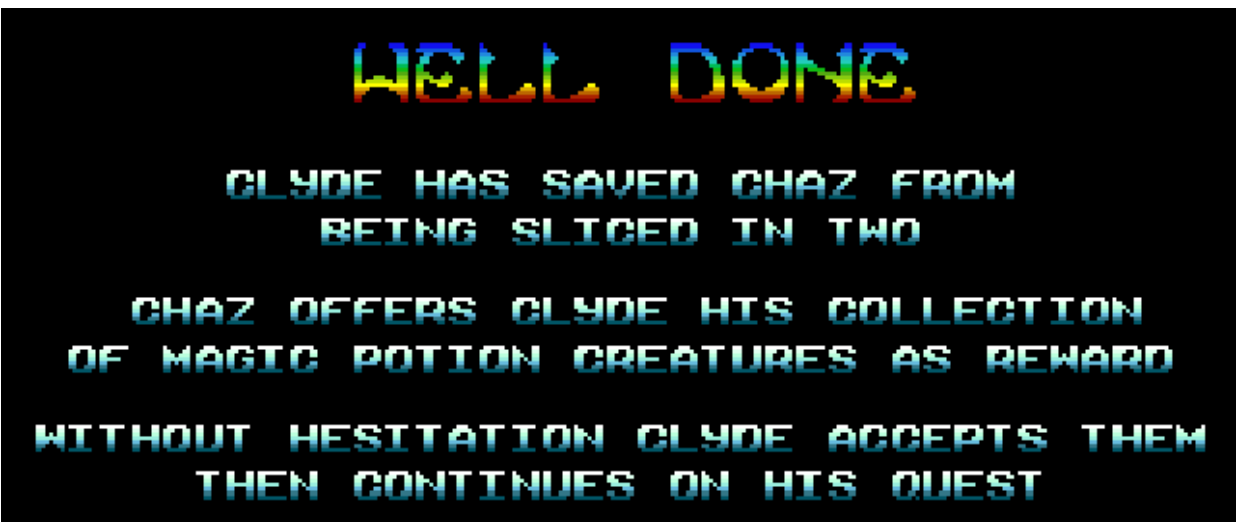 WELL DONE
CLYDE HAS SAVED CHAZ FROM
BEING SLICED IN TWO
CHAZ OFFERS CLYDE HIS COLLECTION
OF MAGIC POTION CREATURES AS REWARD
WITHOUT HESITATION CLYDE ACCEPTS THEM
THEN CONTINUES ON HIS QUEST